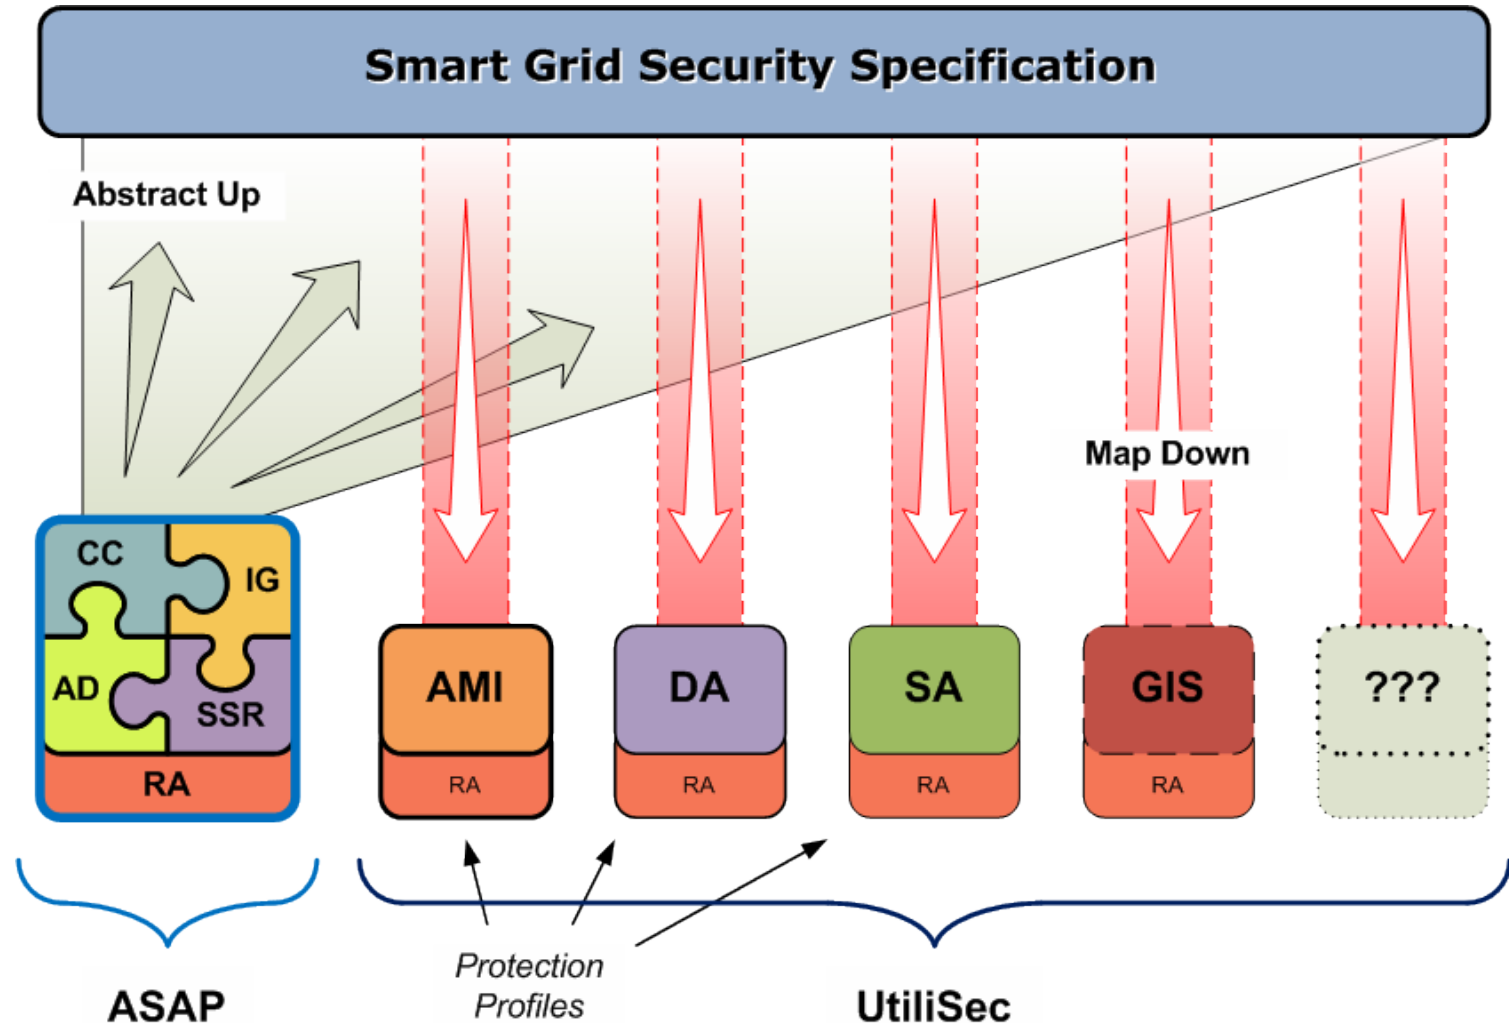 Smart Grid Security Specification
Abstract Up
Map Down
CC
IG
AD
SSR
RA
AMI
RA
DA
RA
SA
RA
GIS
RA
???
Protection
Profiles
ASAP
UtiliSec